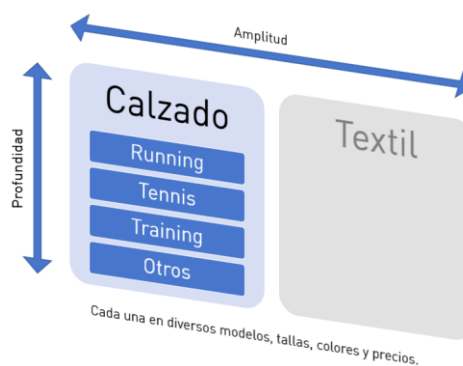 Amplitud
Profundidad
Calzado
Running
Tennis
Training
Otros
Textil
Cada una en diversos modelos, tallas, colores y precios.